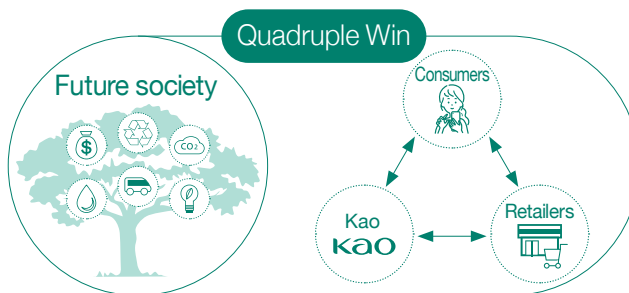 Quadruple Win
Future society
$
CO₂
Consumers
Kao
Kao
Retailers